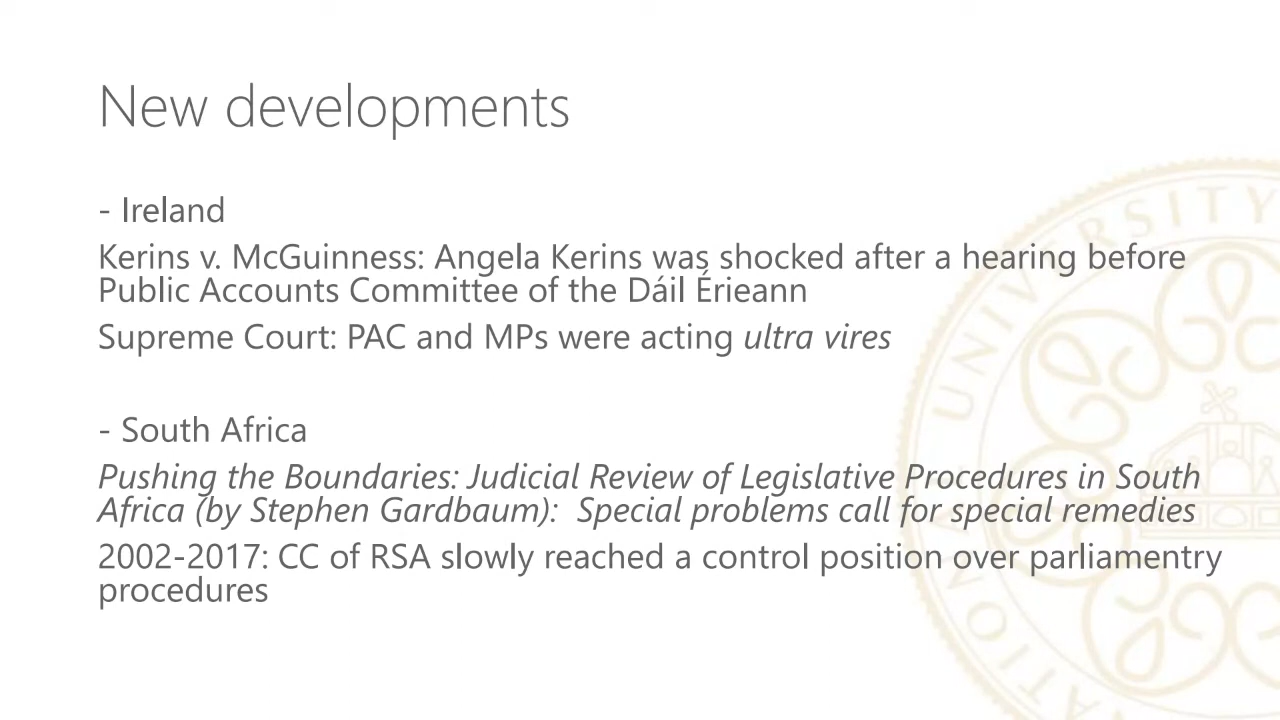 New developments
- Ireland
Kerins v. McGuinness: Angela Kerins was shocked after a hearing before
Public Accounts Committee of the Dáil Érieann
Supreme Court: PAC and MPs were acting ultra vires
- South Africa
Pushing the Boundaries: Judicial Review of Legislative Procedures in South
Africa (by Stephen Gardbaum):  Special problems call for special remedies
2002-2017: CC of RSA slowly reached a control position over parliamentry
procedures
UNIVERSITY